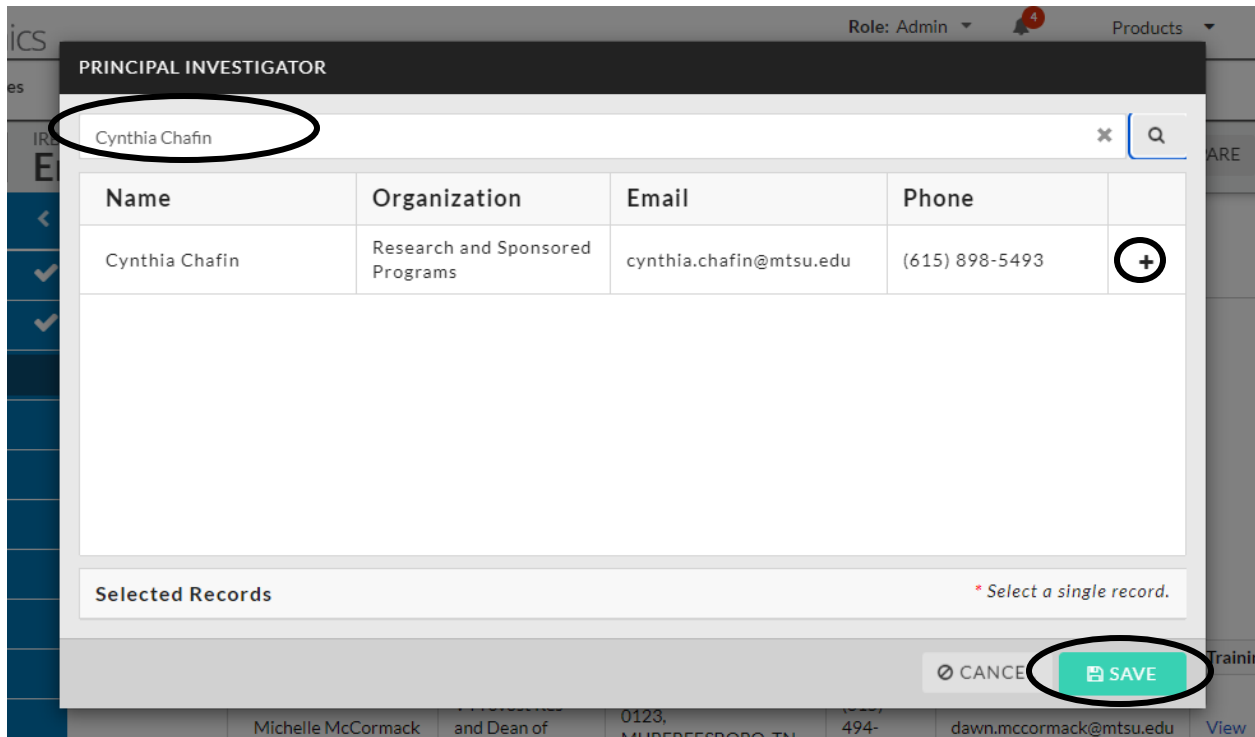 ics
Role: Admin
4
Products
es
PRINCIPAL INVESTIGATOR
Cynthia Chafin
ARE
Name Organization Email Phone
Cynthia Chafin Research and Sponsored Programs cynthia.chafin@mtsu.edu (615) 898-5493 +
Selected Records
* Select a single record.
CANCE
SAVE
Michelle McCormack
and Dean of
0123,
494-
dawn.mccormack@mtsu.edu
View